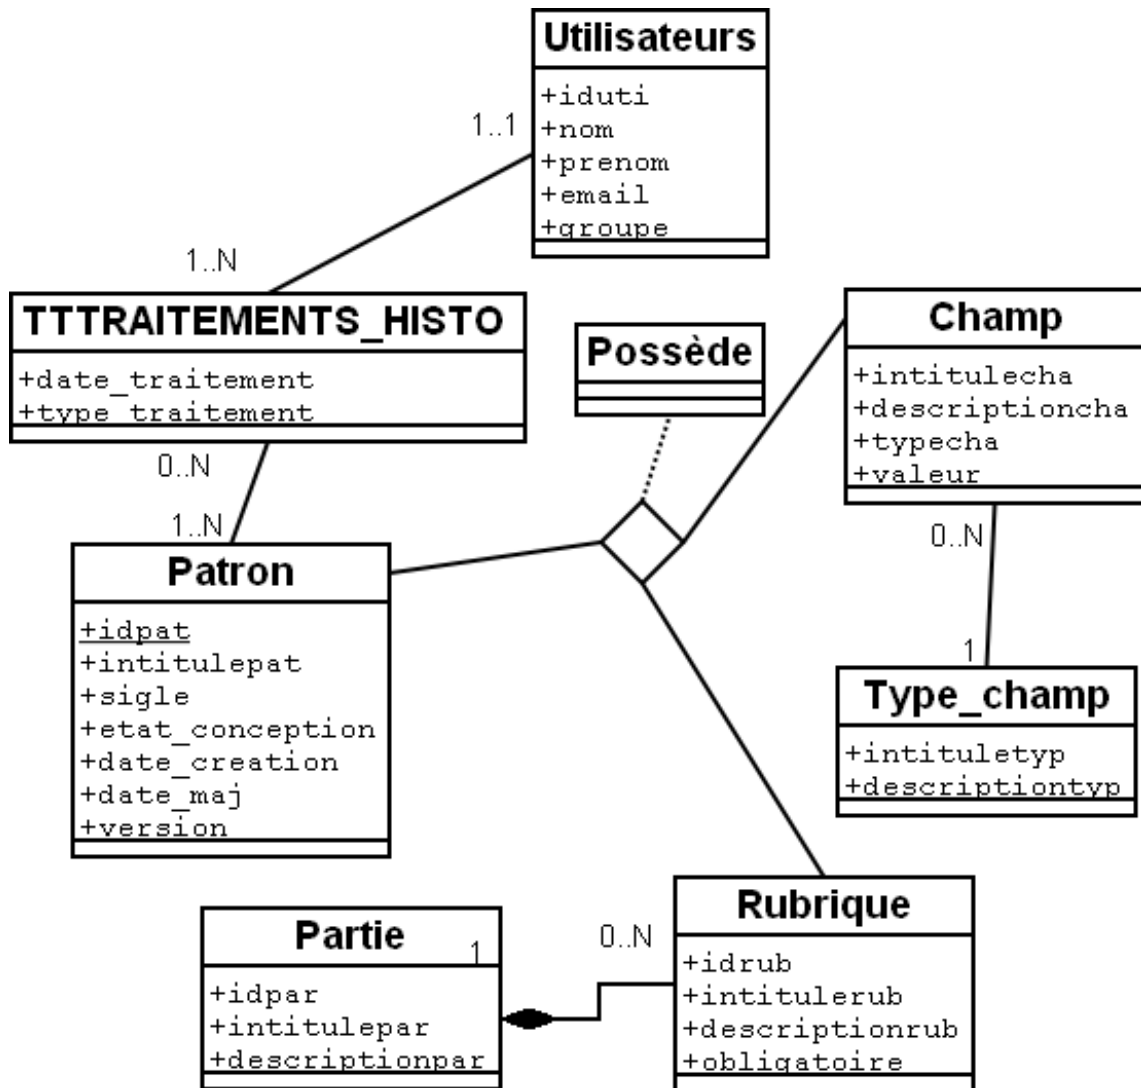 Utilisateurs
+iduti
+nom
+prenom
+email
+groupe
1..1
1..N
TTTRAITEMENTS_HISTO
+date_traitement
+type_traitement
0..N
1..N
Possède
Champ
+intitulecha
+descriptioncha
+typecha
+valeur
0..N
1
Type_champ
+intituletyp
+descriptiontyp
Patron
+idpat
+intitulepat
+sigle
+etat_conception
+date_creation
+date_maj
+version
Partie
1
+idpar
+intitulepar
+descriptionpar
0..N
Rubrique
+idrub
+intitulerub
+descriptionrub
+obligatoire